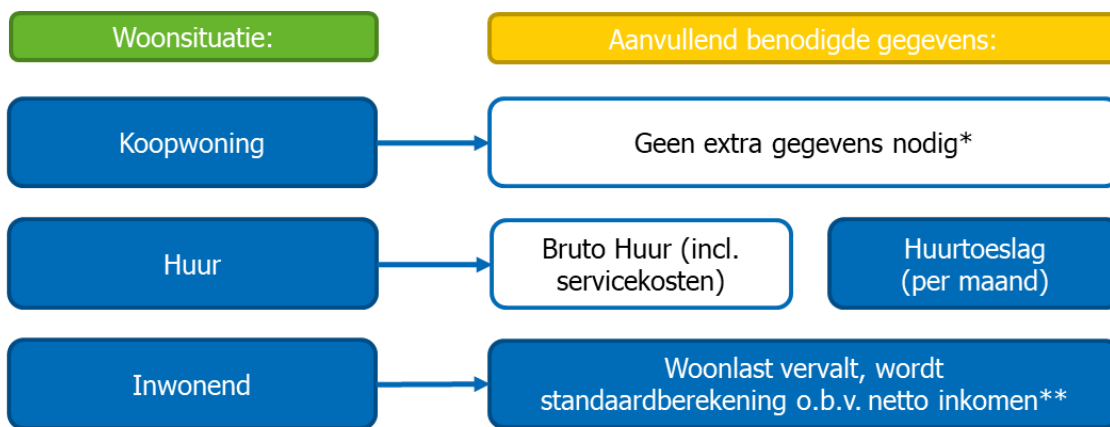 Woonsituatie:
Aanvullend benodigde gegevens:
Koopwoning
Geen extra gegevens nodig*
Huur
Bruto Huur (incl.
servicekosten)
Huurtoeslag
(per maand)
Inwonend
Woonlast vervalt, wordt
standaardberekening o.b.v. netto inkomen**